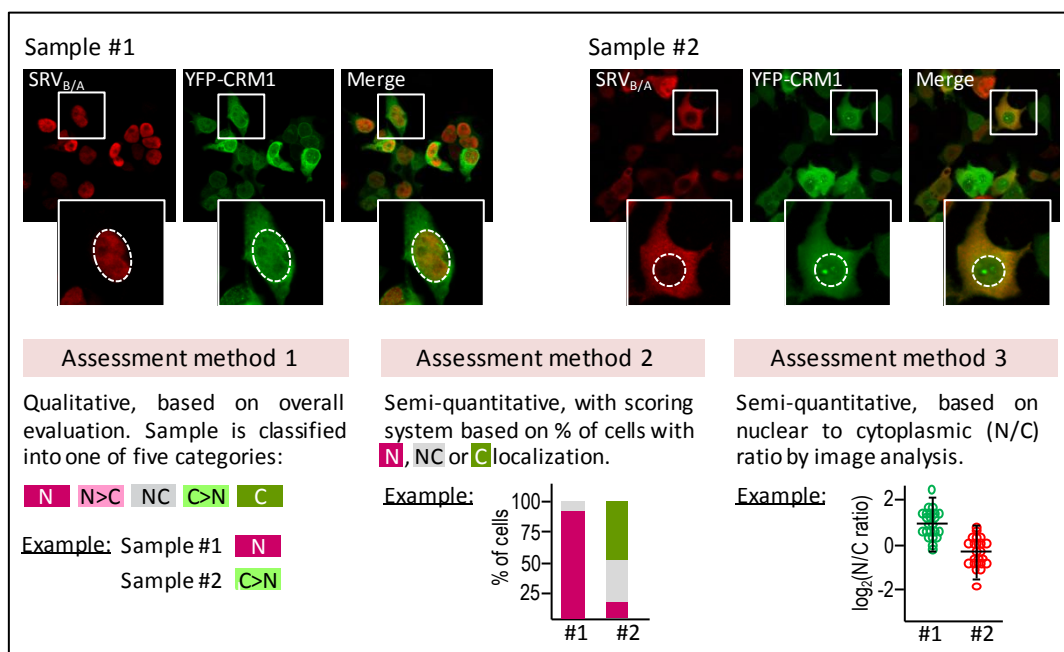 Sample #1
SRVB/A
YFP-CRM1
Merge
Sample #2
SRVB/A
YFP-CRM1
Merge
Assessment method 1
Qualitative, based on overall
evaluation. Sample is classified
into one of five categories:
N N>C NC C>N C
Example: Sample #1 N
Sample #2 C>N
Assessment method 2
Semi-quantitative, with scoring
system based on % of cells with
N, NC or C localization.
Example:
% of cells
100
75
50
25
#1 #2
Assessment method 3
Semi-quantitative, based on
nuclear to cytoplasmic (N/C)
ratio by image analysis.
Example:
log2(N/C ratio)
2
0
-2
#1 #2